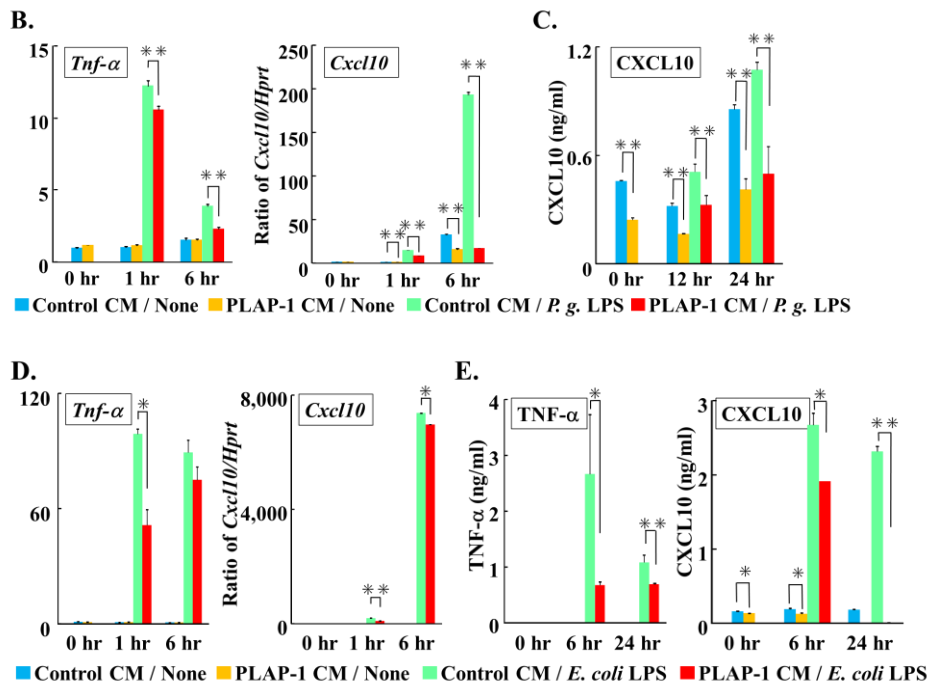 B.
Tnf-α
15
10
5
0
0 hr 1 hr 6 hr
** **
Cxcl10
Ratio of Cxcl10/Hprt
250
200
150
100
50
0
0 hr 1 hr 6 hr
** ** ** **
C.
CXCL10
CXCL10 (ng/ml)
1.2
0.6
0
0 hr 12 hr 24 hr
** ** ** ** **
Control CM / None PLAP-1 CM / None Control CM / P. g. LPS PLAP-1 CM / P. g. LPS
D.
Tnf-α
120
60
0
0 hr 1 hr 6 hr
*
Cxcl10
Ratio of Cxcl10/Hprt
8,000
4,000
0
0 hr 1 hr 6 hr
** *
E.
TNF-α
TNF-α (ng/ml)
4
3
2
1
0
0 hr 6 hr 24 hr
* **
CXCL10
CXCL10 (ng/ml)
3
2
1
0
0 hr 6 hr 24 hr
* * * **
Control CM / None PLAP-1 CM / None Control CM / E. coli LPS PLAP-1 CM / E. coli LPS